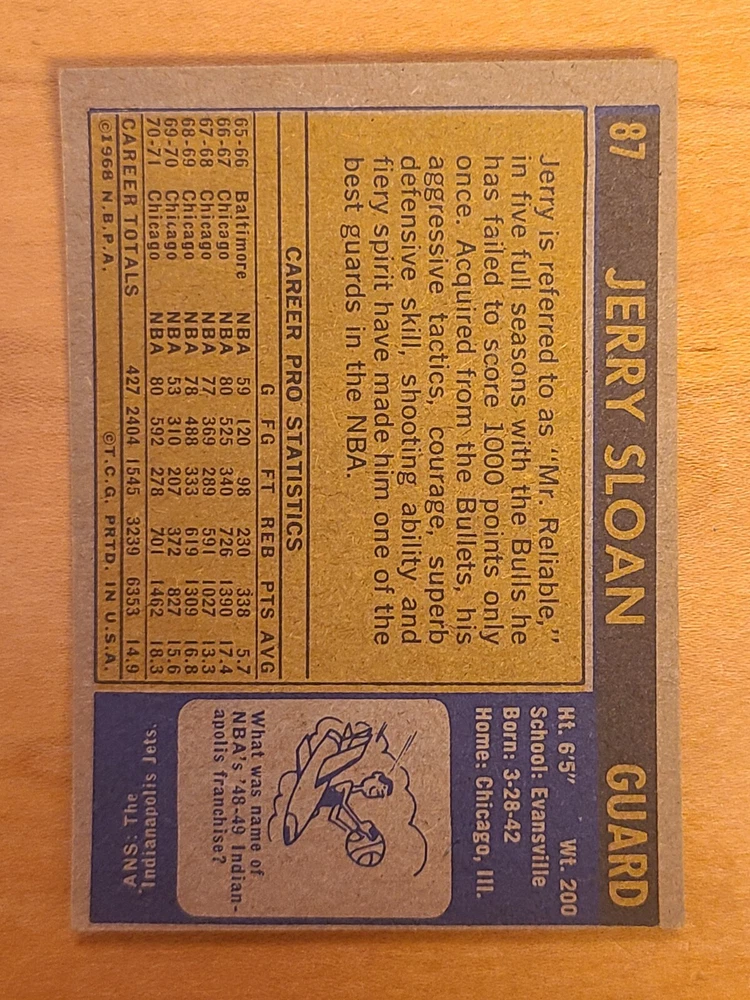 87 JERRY SLOAN GUARD
Jerry is referred to as "Mr. Reliable,"
in five full seasons with the Bulls he
has failed to score 1000 points only
once. Acquired from the Bullets, his
aggressive tactics, courage, superb
defensive skill, shooting ability and
fiery spirit have made him one of the
best guards in the NBA.
CAREER PRO STATISTICS
G FG FT REB PTS AVG
65-66 Baltimore NBA 59 120 98 230 338 5.7
66-67 Chicago NBA 80 525 340 726 1390 17.4
67-68 Chicago NBA 77 369 289 591 1027 13.3
68-69 Chicago NBA 78 488 333 619 1309 16.8
69-70 Chicago NBA 53 310 207 372 827 15.6
70-71 Chicago NBA 80 592 278 701 1462 18.3
CAREER TOTALS 427 2404 1545 3239 6353 14.9
©1968 N.B.P.A. ©T.C.G. PRTD. IN U.S.A.
Ht. 6'5" Wt. 200
School: Evansville
Born: 3-28-42
Home: Chicago, Ill.
What was name of
NBA's '48-49 Indian-
apolis franchise?
ANS: The
Indianapolis Jets.